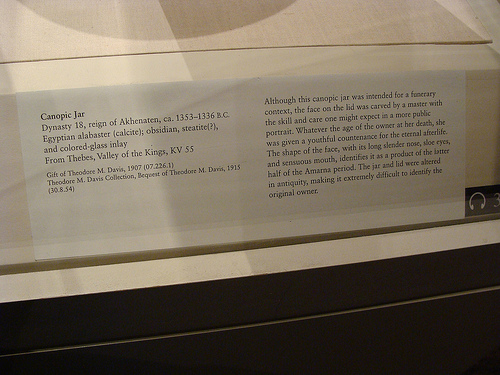 Canopic Jar
Dynasty 18, reign of Akhenaten, ca. 1353–1336 B.C.
Egyptian alabaster (calcite); obsidian, steatite(?),
and colored-glass inlay
From Thebes, Valley of the Kings, KV 55
Gift of Theodore M. Davis, 1907 (07.226.1)
Theodore M. Davis Collection, Bequest of Theodore M. Davis, 1915
(30.8.54)
Although this canopic jar was intended for a funerary
context, the face on the lid was carved by a master with
the skill and care one might expect in a more public
portrait. Whatever the age of the owner at her death, she
was given a youthful countenance for the eternal afterlife.
The shape of the face, with its long slender nose, sloe eyes,
and sensuous mouth, identifies it as a product of the latter
half of the Amarna period. The jar and lid were altered
in antiquity, making it extremely difficult to identify the
original owner.